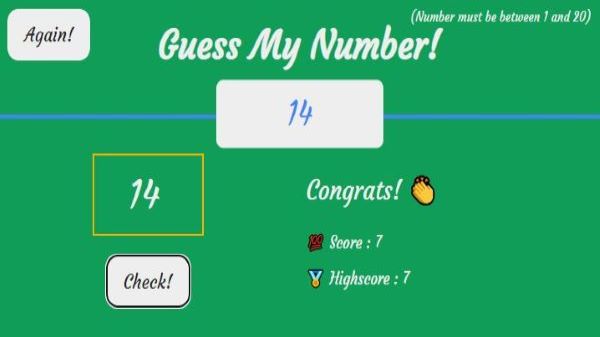 Again!
(Number must be between 1 and 20)
Guess My Number!
14
14
Congrats! 👏
💯 Score : 7
Check!
🏅 Highscore : 7